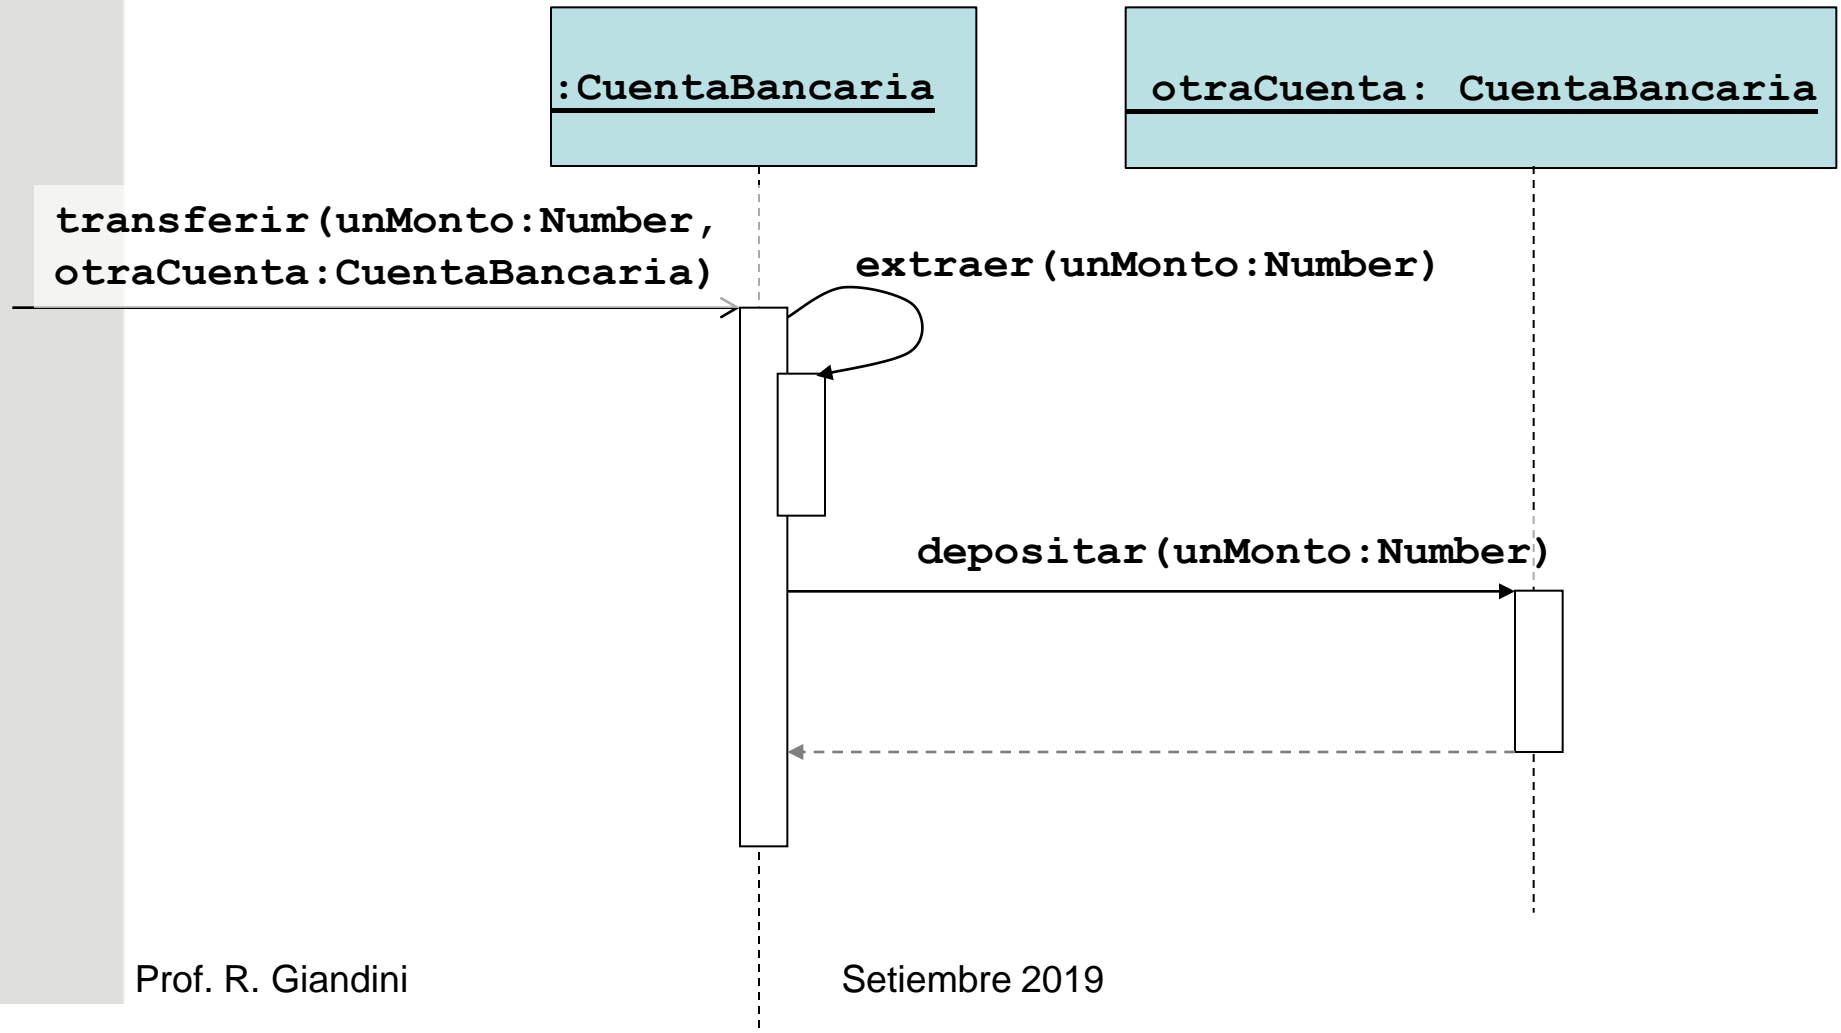 :CuentaBancaria
otraCuenta: CuentaBancaria
transferir(unMonto:Number,
otraCuenta:CuentaBancaria)
extraer(unMonto:Number)
depositar(unMonto:Number)
Prof. R. Giandini
Setiembre 2019